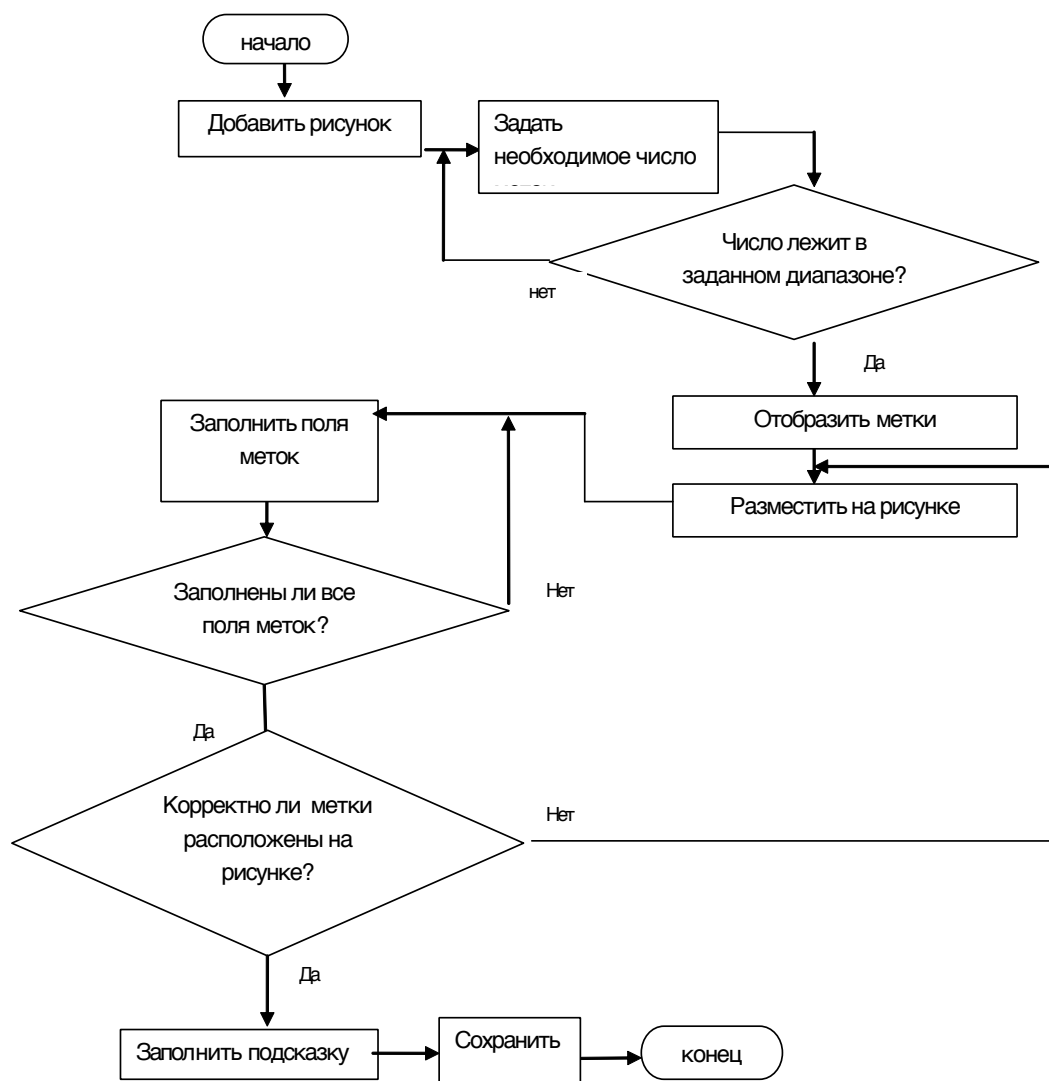 начало
Добавить рисунок
Задать
необходимое число
Число лежит в
заданном диапазоне?
нет
Да
Отобразить метки
Разместить на рисунке
Заполнить поля
меток
Заполнены ли все
поля меток?
Нет
Да
Корректно ли метки
расположены на
рисунке?
Нет
Да
Заполнить подсказку
Сохранить
конец